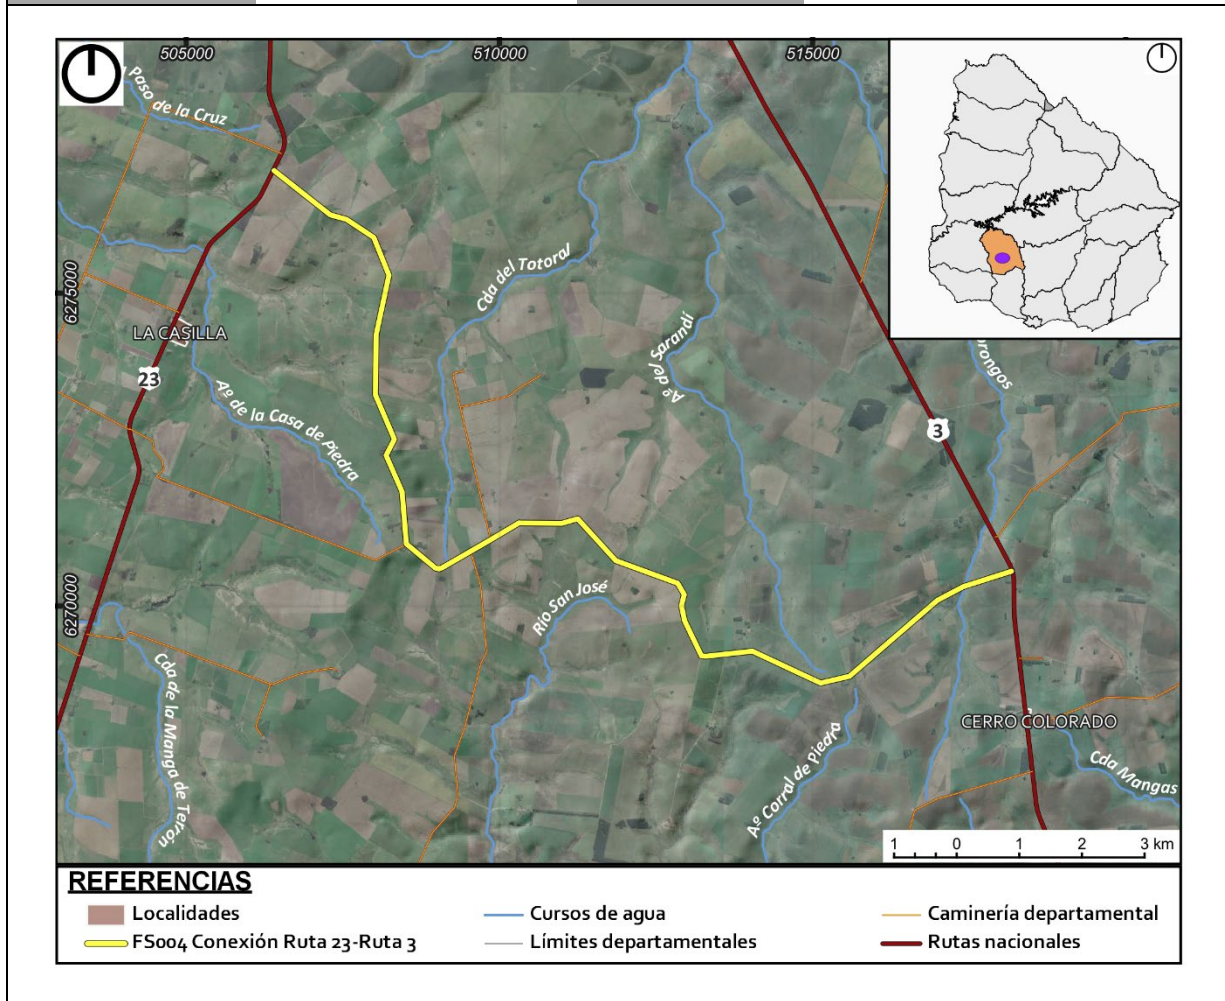 505000
510000
515000
Paso de la Cruz
Cda del Totoral
6275000
LA CASILLA
Aº del Sarandí
orongos
23
Aº de la Casa de Piedra
3
6270000
Río San José
Cda de la Manga de Terrón
CERRO COLORADO
Aº Corral de Piedra
Cda Mangas
1 0 1 2 3 km
REFERENCIAS
Localidades
Cursos de agua
Caminería departamental
FS004 Conexión Ruta 23-Ruta 3
Límites departamentales
Rutas nacionales